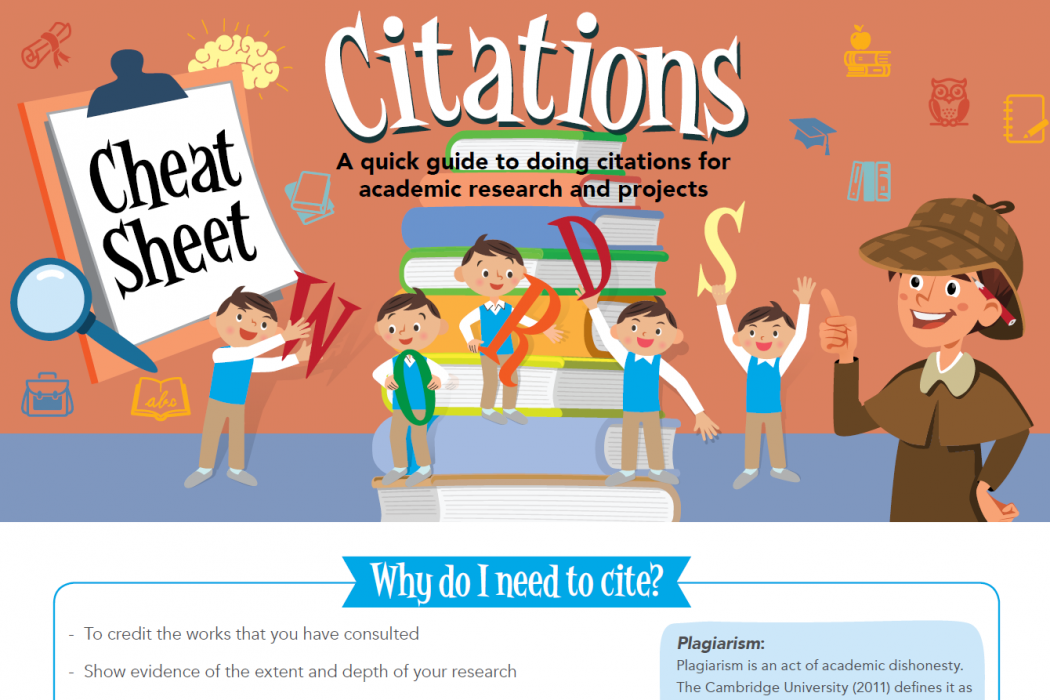 Citations
A quick guide to doing citations for
academic research and projects
Cheat
Sheet
WORDS
abc
Why do I need to cite?
- To credit the works that you have consulted
- Show evidence of the extent and depth of your research
Plagiarism:
Plagiarism is an act of academic dishonesty.
The Cambridge University (2011) defines it as